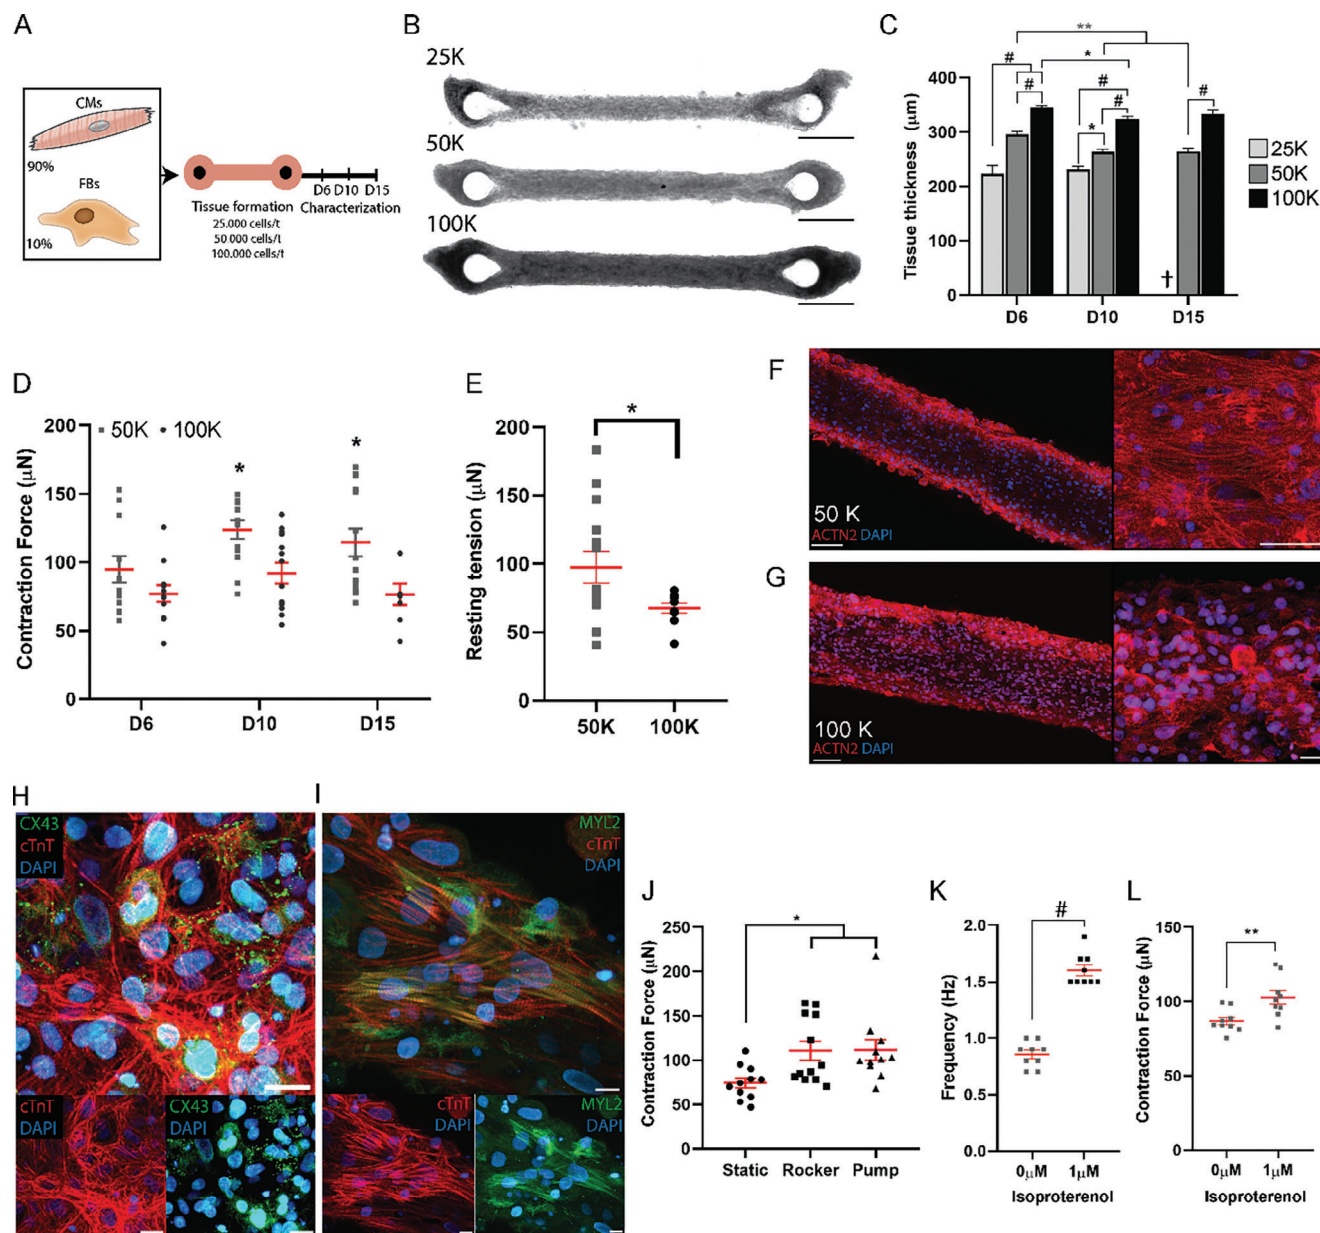 A
CMs
90%
FBs
10%
Tissue formation
25.000 cells/t
50.000 cells/t
100.000 cells/t
D6 D10 D15
Characterization
B
25K
50K
100K
C
Tissue thickness (μm)
400
300
200
100
0
** 
# # * # # * # 
†
D6 D10 D15
25K
50K
100K
D
Contraction Force (μN)
50K 100K
200
150
100
50
0
* *
D6 D10 D15
E
Resting tension (μN)
200
150
100
50
0
*
50K 100K
F
50 K
ACTN2 DAPI
G
100 K
ACTN2 DAPI
H
CX43
cTnT
DAPI
cTnT
DAPI
CX43
DAPI
I
MYL2
cTnT
DAPI
cTnT
DAPI
MYL2
DAPI
J
Contraction Force (μN)
250
200
150
100
50
0
*
Static Rocker Pump
K
Frequency (Hz)
2.0
1.5
1.0
0.5
0.0
#
0μM 1μM
Isoproterenol
L
Contraction Force (μN)
150
100
50
0
**
0μM 1μM
Isoproterenol